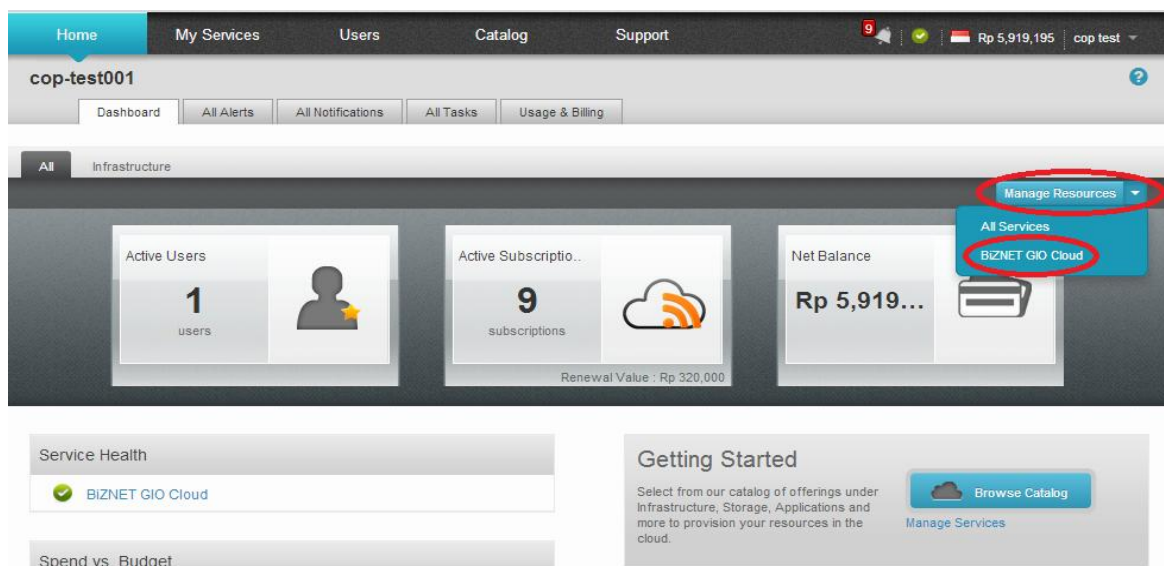 Home My Services Users Catalog Support 9 Rp 5,919,195 cop test
cop-test001
Dashboard All Alerts All Notifications All Tasks Usage & Billing
All Infrastructure
Manage Resources
All Services
BiZNET GIO Cloud
Active Users
1
users
Active Subscriptio..
9
subscriptions
Renewal Value : Rp 320,000
Net Balance
Rp 5,919...
Service Health
BiZNET GIO Cloud
Spend vs. Budget
Getting Started
Select from our catalog of offerings under
Infrastructure, Storage, Applications and
more to provision your resources in the
cloud.
Browse Catalog
Manage Services